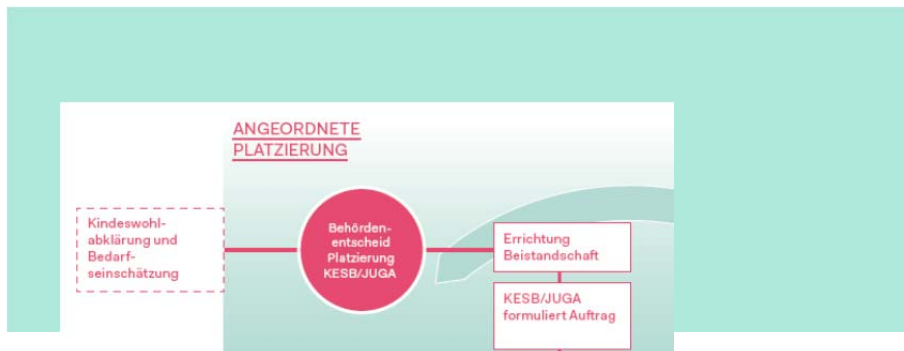 ANGEORDNETE
PLATZIERUNG
Kindeswohl-
abklärung und
Bedarf-
seinschätzung
Behörden-
entscheid
Platzierung
KESB/JUGA
Errichtung
Beistandschaft
KESB/JUGA
formuliert Auftrag